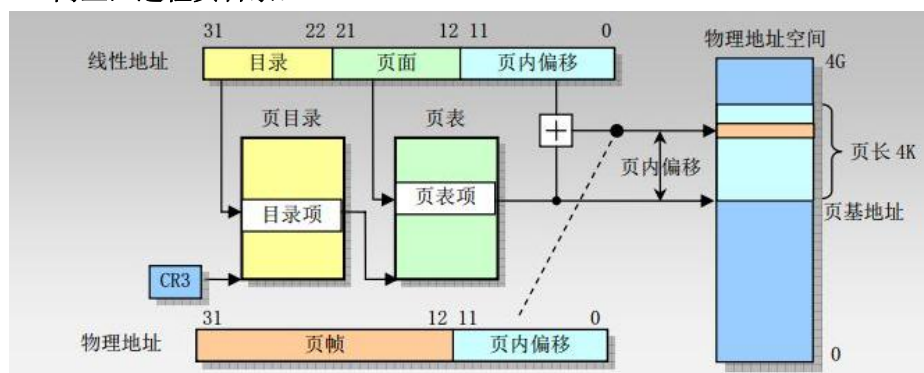 31 22 21 12 11 0
线性地址 目录 页面 页内偏移
物理地址空间
4G
页目录 页表
页内偏移
页长 4K
目录项 页表项
页基地址
CR3
31 12 11 0
物理地址 页帧 页内偏移
0